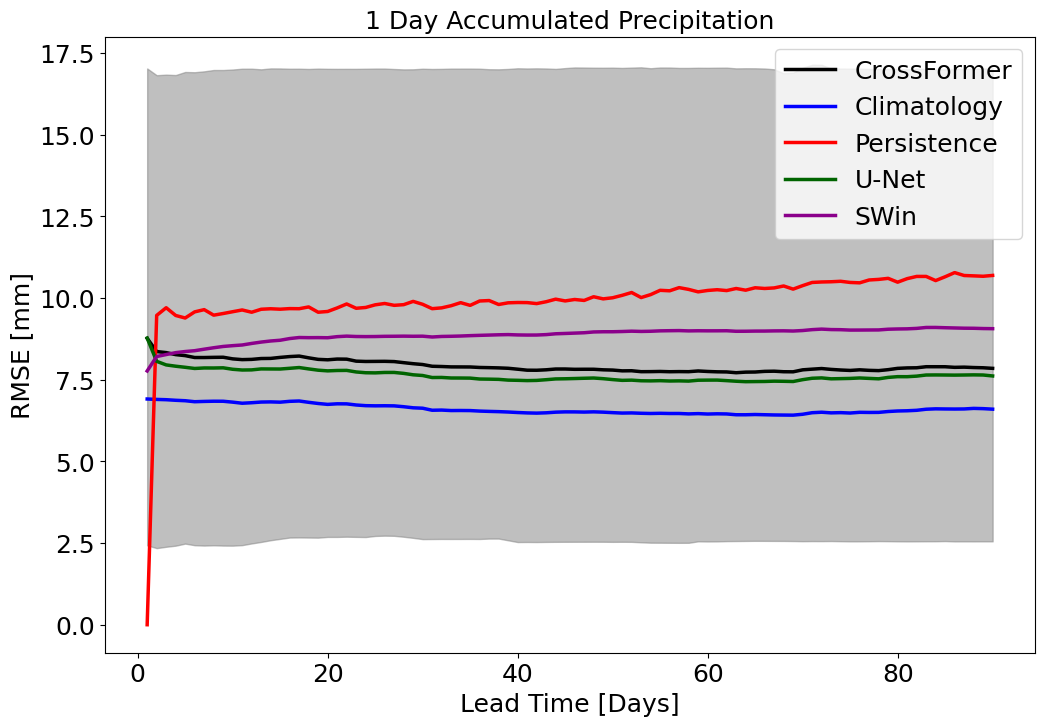 1 Day Accumulated Precipitation
17.5
15.0
12.5
10.0
7.5
5.0
2.5
0.0
RMSE [mm]
CrossFormer
Climatology
Persistence
U-Net
SWin
0 20 40 60 80
Lead Time [Days]